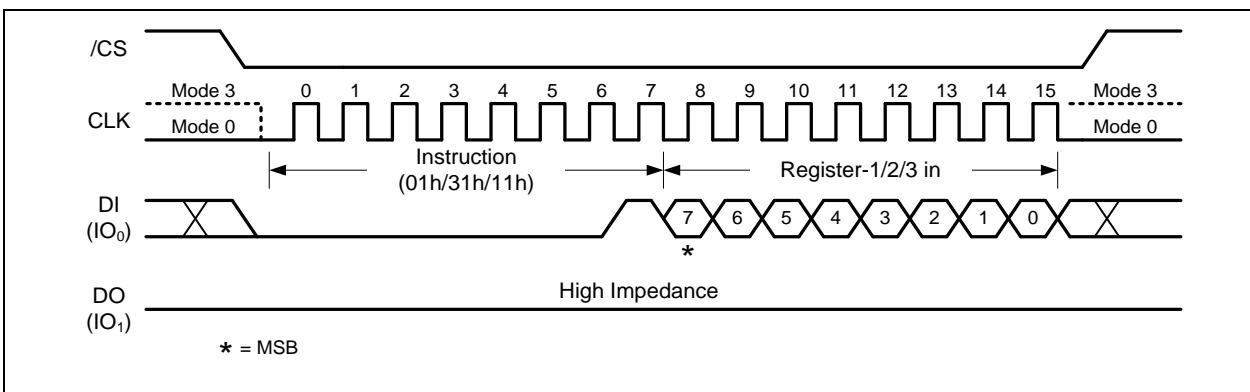 /CS
Mode 3 0 1 2 3 4 5 6 7 8 9 10 11 12 13 14 15 Mode 3
CLK
Mode 0 Mode 0
Instruction
(01h/31h/11h)
Register-1/2/3 in
DI
(IO₀)
7 6 5 4 3 2 1 0
*
High Impedance
DO
(IO₁)
* = MSB